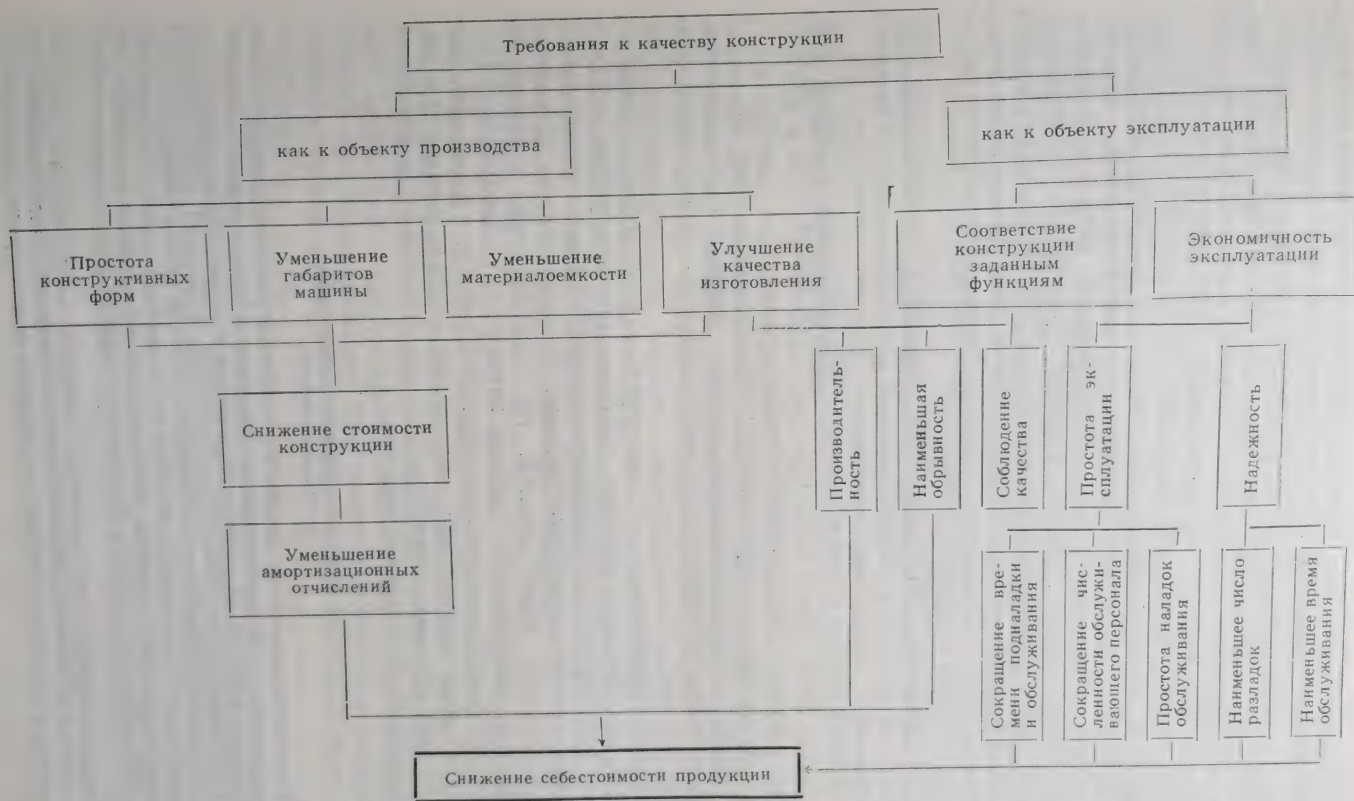 Требования к качеству конструкции
как к объекту производства
как к объекту эксплуатации
Простота
конструктивных
форм
Уменьшение
габаритов
машины
Уменьшение
материалоемкости
Улучшение
качества
изготовления
Соответствие
конструкции
заданным
функциям
Экономичность
эксплуатации
Снижение стоимости
конструкции
Производитель-
ность
Наименьшая
обрывность
Соблюдение
качества
Простота эк-
сплуатации
Надежность
Уменьшение
амортизационных
отчислений
Сокращение вре-
мени подналадки
и обслуживания
Сокращение чис-
ленности обслужи-
вающего персонала
Простота наладок
обслуживания
Наименьшее число
разладок
Наименьшее время
обслуживания
Снижение себестоимости продукции